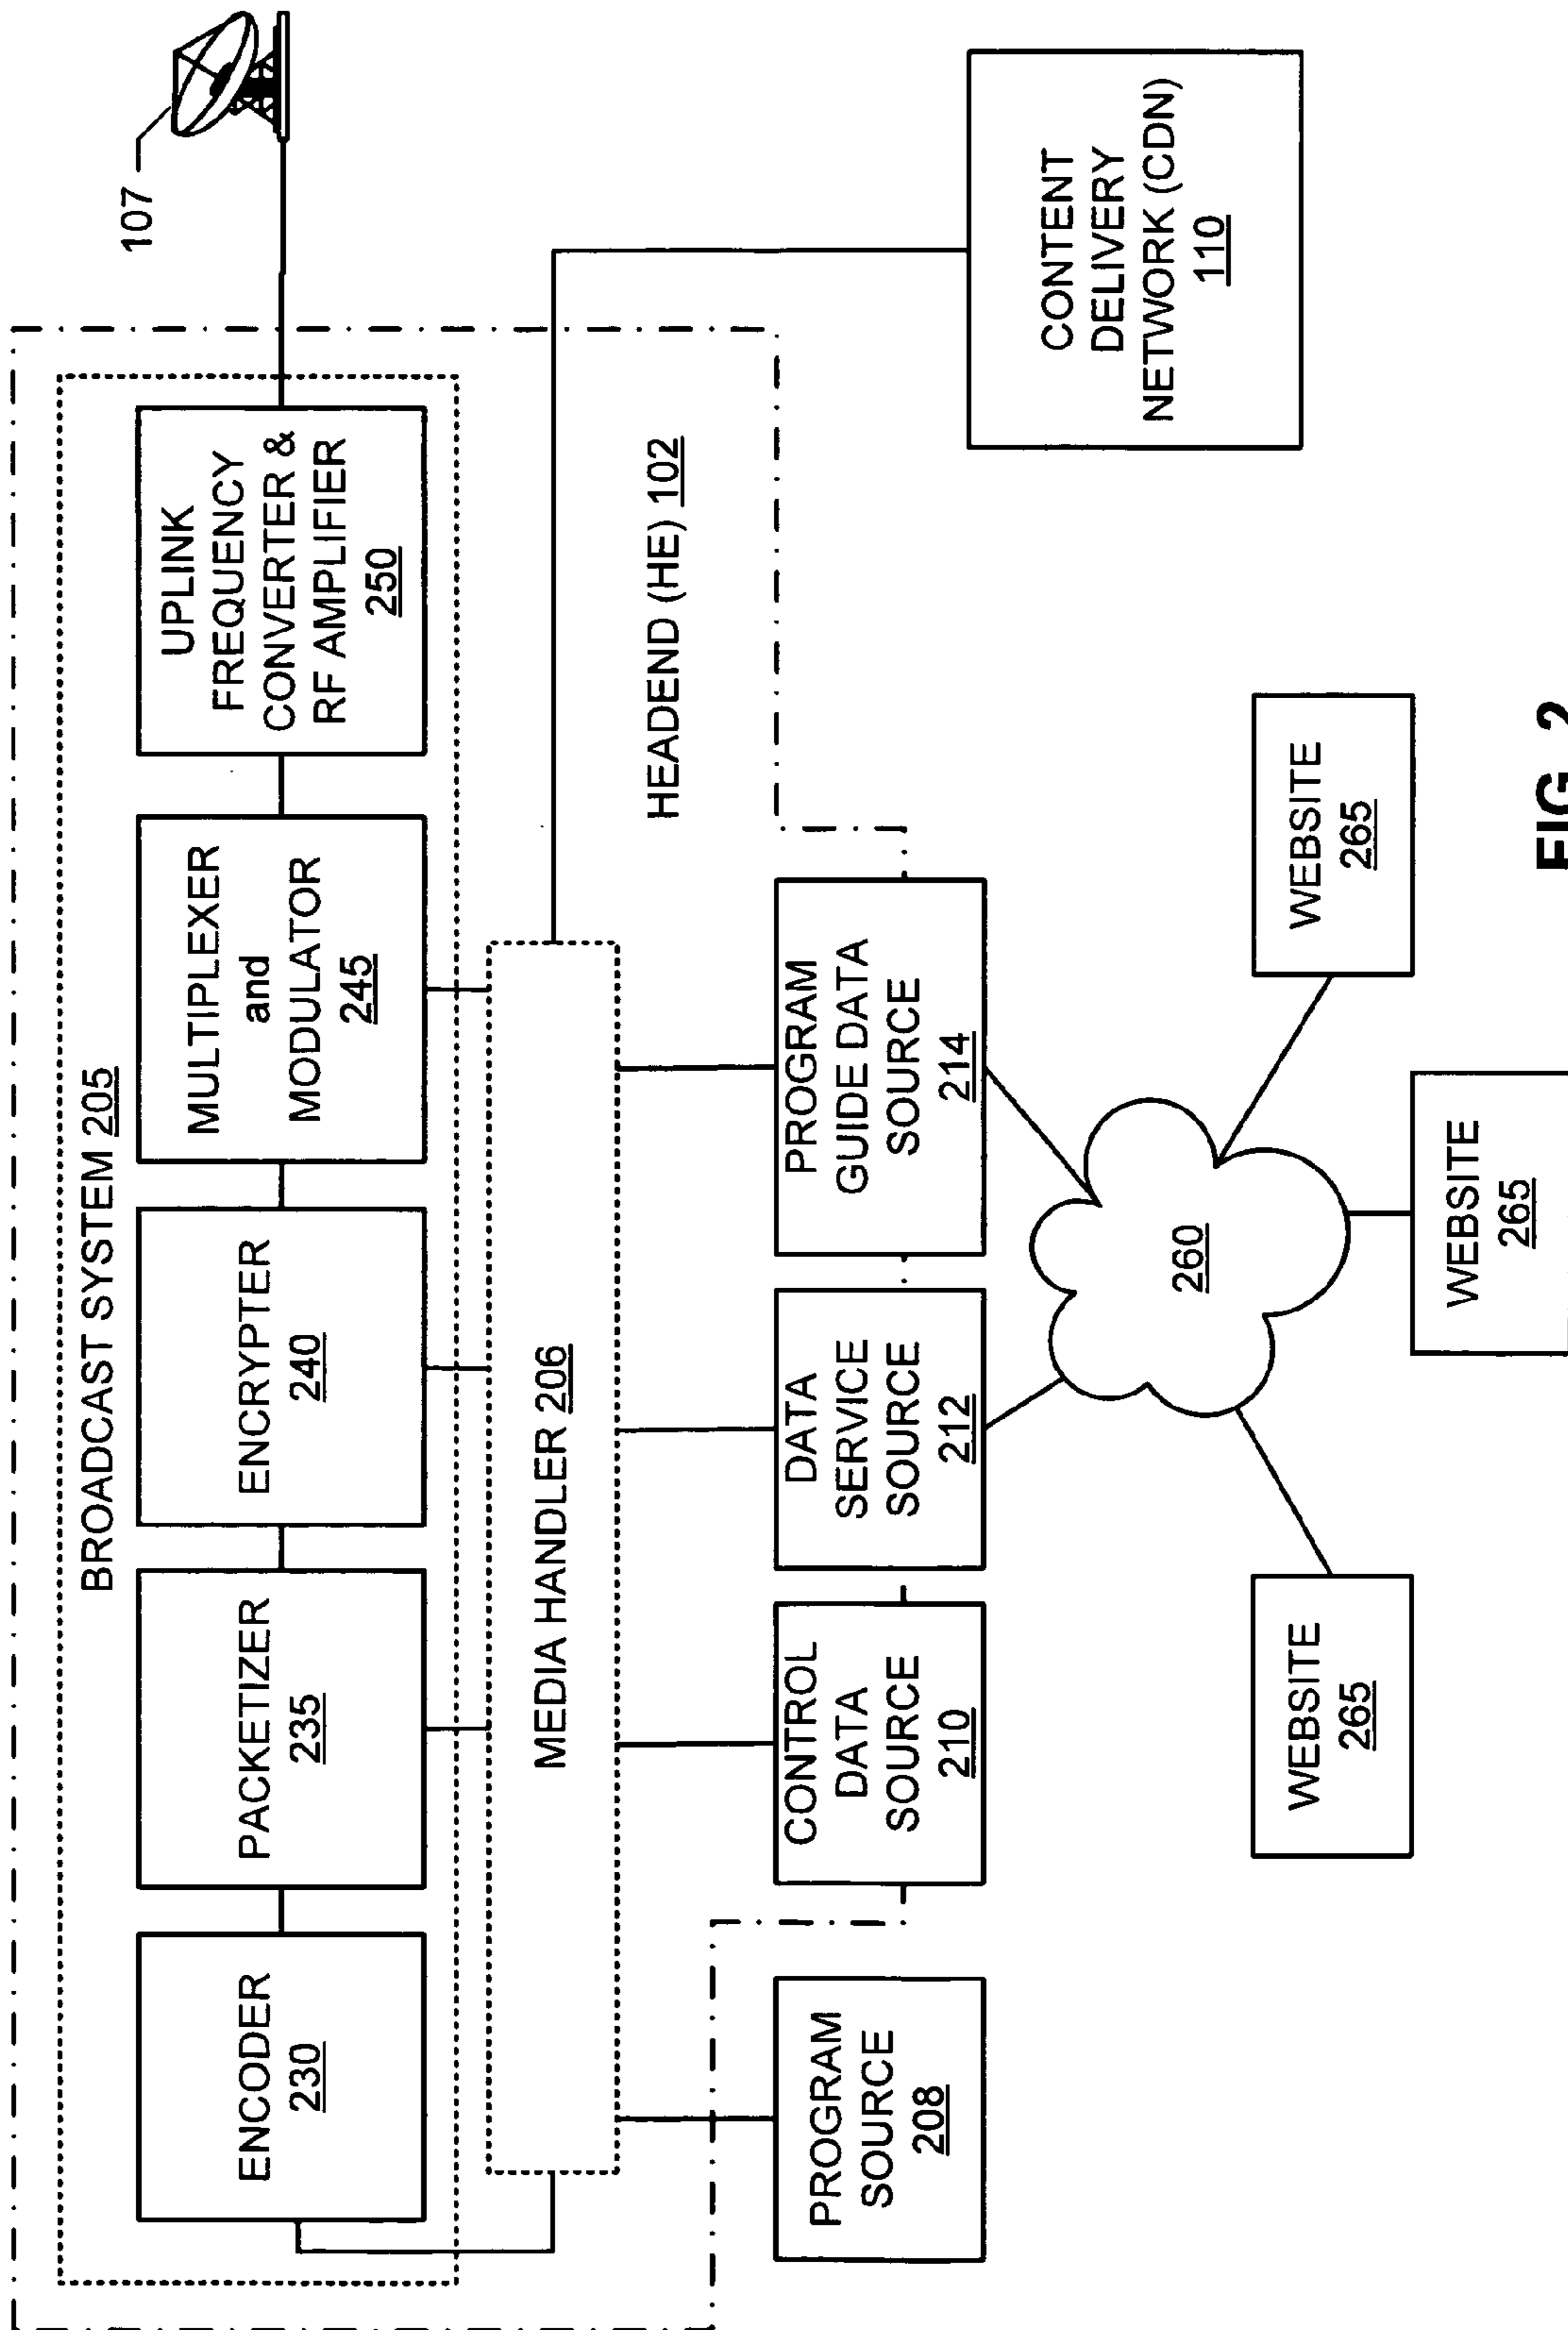 107
BROADCAST SYSTEM 205
ENCODER
230
PACKETIZER
235
ENCRYPTER
240
MULTIPLEXER
and
MODULATOR
245
UPLINK
FREQUENCY
CONVERTER &
RF AMPLIFIER
250
MEDIA HANDLER 206
HEADEND (HE) 102
PROGRAM
SOURCE
208
CONTROL
DATA
SOURCE
210
DATA
SERVICE
SOURCE
212
PROGRAM
GUIDE DATA
SOURCE
214
CONTENT
DELIVERY
NETWORK (CDN)
110
260
WEBSITE
265
WEBSITE
265
WEBSITE
265
FIG. 2